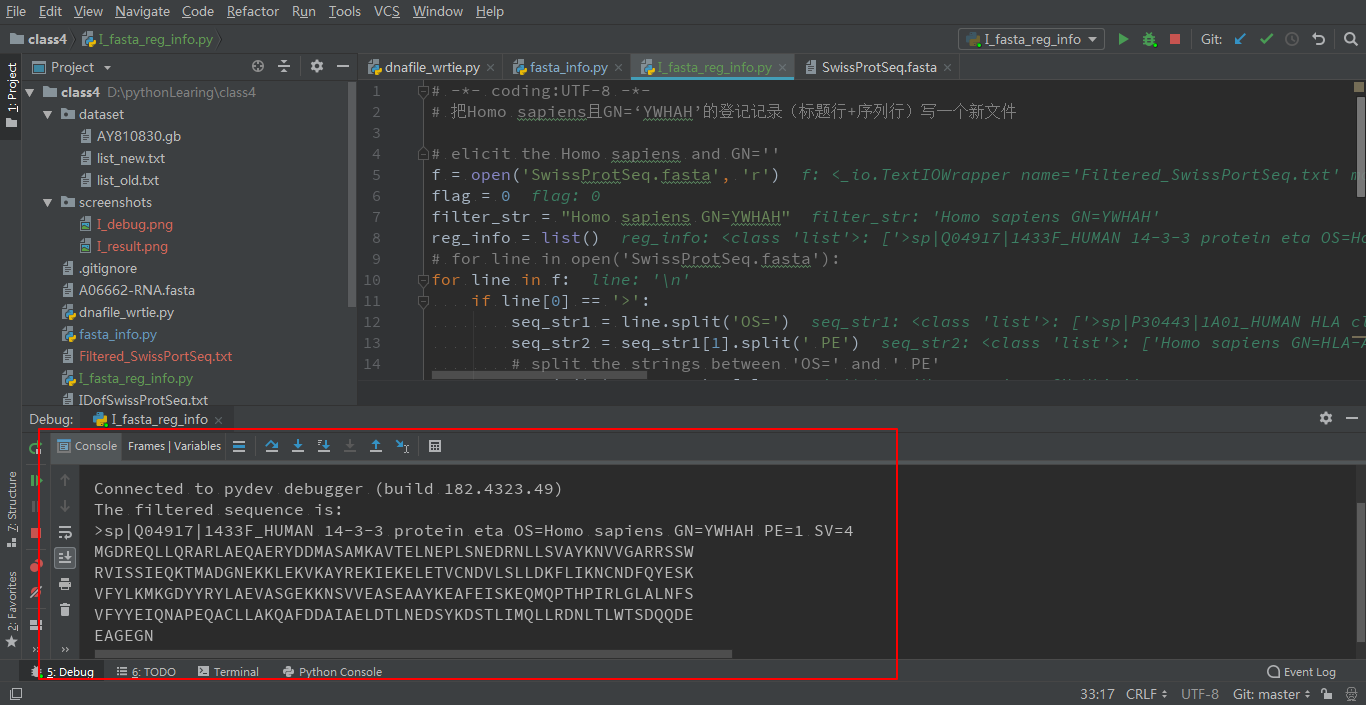 File Edit View Navigate Code Refactor Run Tools VCS Window Help
class4 I_fasta_reg_info.py I_fasta_reg_info Git:
1: Project
Project
dnafile_wrtie.py fasta_info.py I_fasta_reg_info.py SwissProtSeq.fasta
class4 D:\pythonLearing\class4
dataset
AY810830.gb
list_new.txt
list_old.txt
screenshots
I_debug.png
I_result.png
.gitignore
A06662-RNA.fasta
dnafile_wrtie.py
fasta_info.py
Filtered_SwissPortSeq.txt
I_fasta_reg_info.py
IDofSwissProtSeq.txt
1 # -*- coding:UTF-8 -*-
2 # 把Homo sapiens且GN=‘YWHAH’的登记记录（标题行+序列行）写一个新文件
3
4 # elicit the Homo sapiens and GN=''
5 f = open('SwissProtSeq.fasta', 'r') f: <_io.TextIOWrapper name='Filtered_SwissPortSeq.txt' m
6 flag = 0 flag: 0
7 filter_str = "Homo sapiens GN=YWHAH" filter_str: 'Homo sapiens GN=YWHAH'
8 reg_info = list() reg_info: <class 'list'>: ['>sp|Q04917|1433F_HUMAN 14-3-3 protein eta OS=Ho
9 # for line in open('SwissProtSeq.fasta'):
10 for line in f: line: '\n'
11 if line[0] == '>':
12 seq_str1 = line.split('OS=') seq_str1: <class 'list'>: ['>sp|P30443|1A01_HUMAN HLA cl
13 seq_str2 = seq_str1[1].split(' PE') seq_str2: <class 'list'>: ['Homo sapiens GN=HLA-A
14 # split the strings between 'OS=' and ' PE'
Debug: I_fasta_reg_info
Console Frames | Variables
Connected to pydev debugger (build 182.4323.49)
The filtered sequence is:
>sp|Q04917|1433F_HUMAN 14-3-3 protein eta OS=Homo sapiens GN=YWHAH PE=1 SV=4
MGDREQLLQRARLAEQAERYDDMASAMKAVTELNEPLSNEDRNLLSVAYKNVVGARRSSW
RVISSIEQKTMADGNEKKLEKVKAYREKIEKELETVCNDVLSLLDKFLIKNCNDFQYESK
VFYLKMKGDYYRYLAEVASGEKKNSVVEASEAAYKEAFEISKEQMQPTHPIRLGLALNFS
VFYYEIQNAPEQACLLAKQAFDDAIAELDTLNEDSYKDSTLIMQLLRDNLTLWTSDQQDE
EAGEGN
7: Structure
2: Favorites
5: Debug 6: TODO Terminal Python Console Event Log
33:17 CRLF UTF-8 Git: master